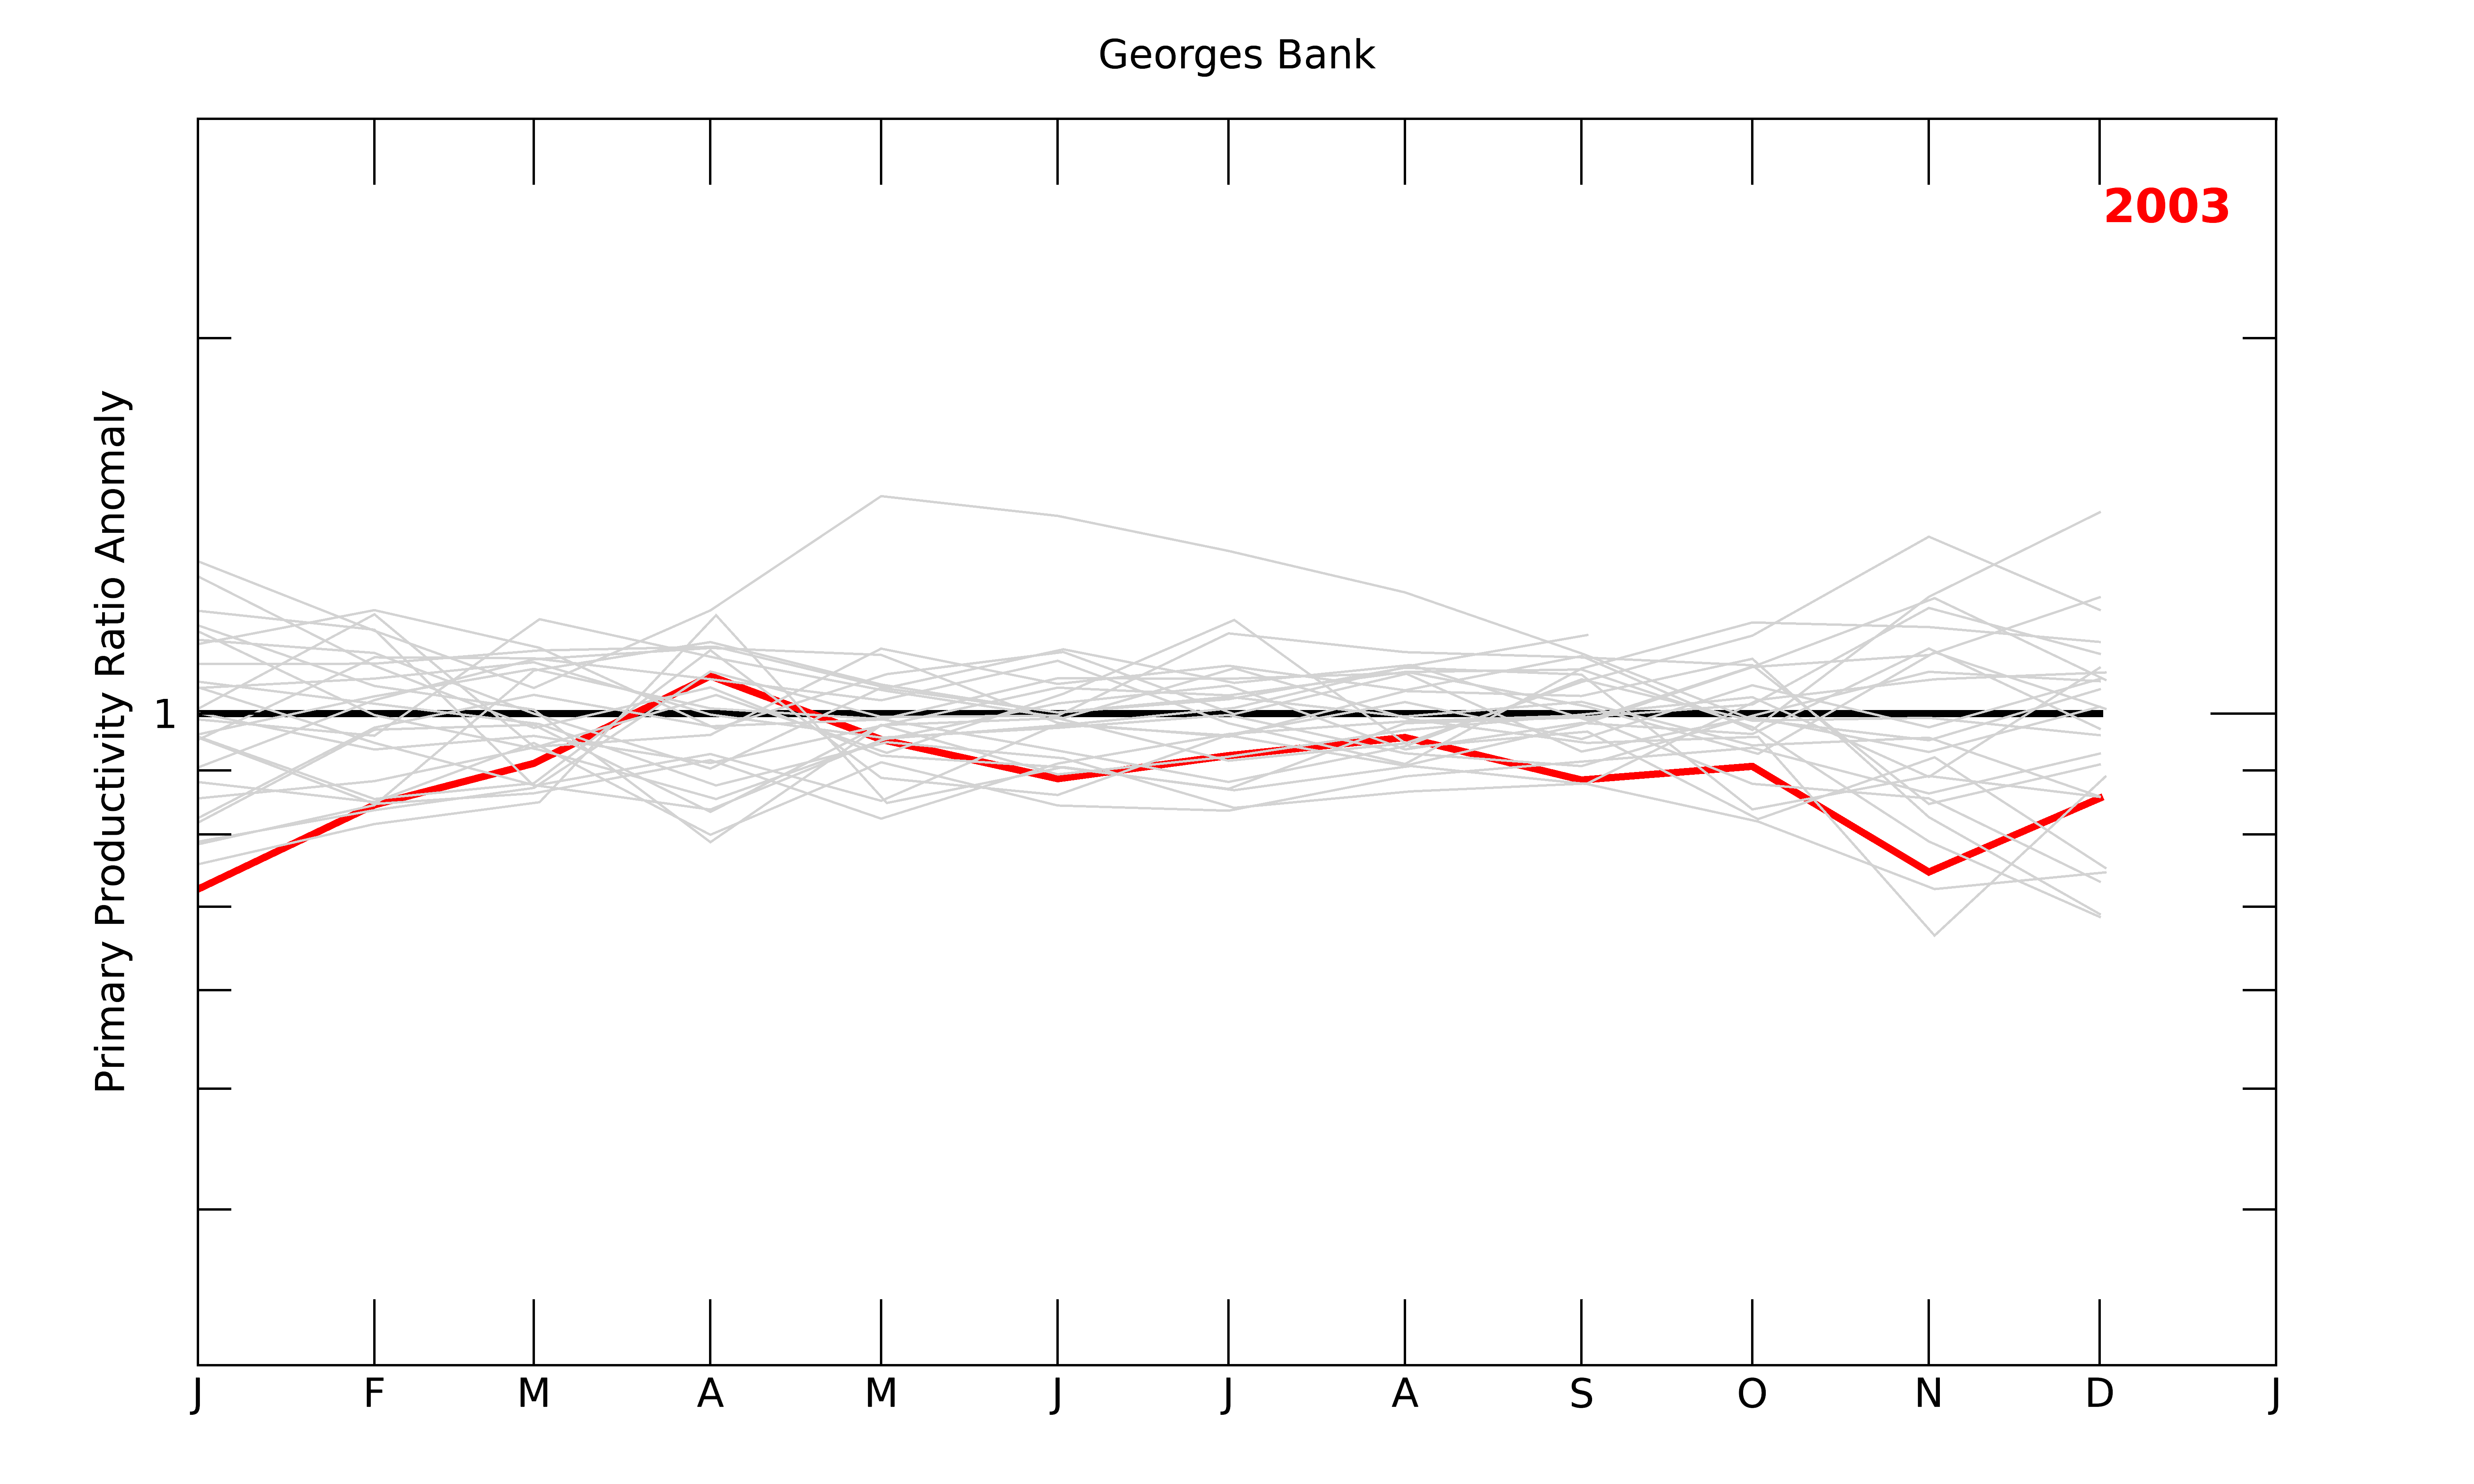 Georges Bank
2003
Primary Productivity Ratio Anomaly
1
J F M A M J J A S O N D J